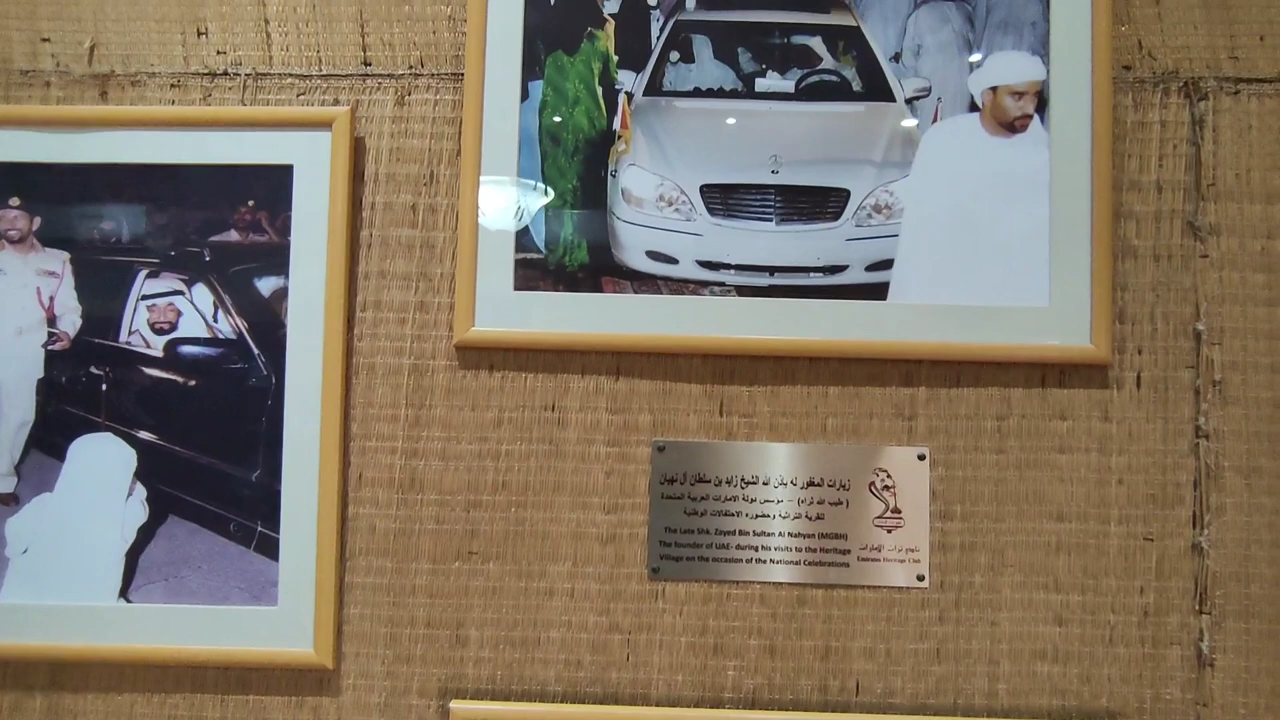 زيارات المغفور له بإذن الله الشيخ زايد بن سلطان آل نهيان
(طيب الله ثراه) – مؤسس دولة الامارات العربية المتحدة
للقرية التراثية وحضوره الاحتفالات الوطنية
The Late Shk. Zayed Bin Sultan Al Nahyan (MGBH)
The founder of UAE- during his visits to the Heritage
Village on the occasion of the National Celebrations
نادي تراث الإمارات
Emirates Heritage Club